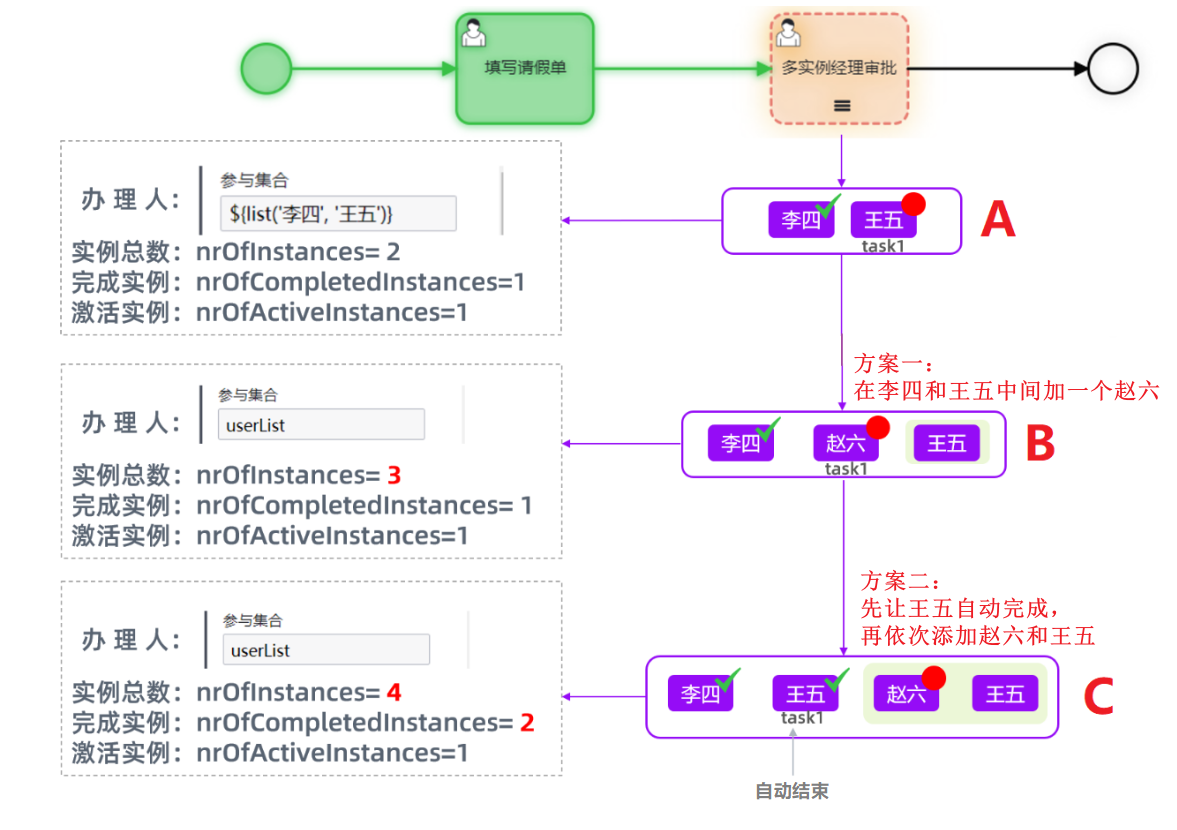 填写请假单
多实例经理审批
参与集合
办 理 人：
${list('李四', '王五')}
实例总数：nrOfInstances= 2
完成实例：nrOfCompletedInstances=1
激活实例：nrOfActiveInstances=1
李四
王五
task1
A
方案一：
在李四和王五中间加一个赵六
参与集合
办 理 人：
userList
实例总数：nrOfInstances= 3
完成实例：nrOfCompletedInstances= 1
激活实例：nrOfActiveInstances=1
李四
赵六
王五
task1
B
方案二：
先让王五自动完成，
再依次添加赵六和王五
参与集合
办 理 人：
userList
实例总数：nrOfInstances= 4
完成实例：nrOfCompletedInstances= 2
激活实例：nrOfActiveInstances=1
李四
王五
赵六
王五
task1
C
自动结束